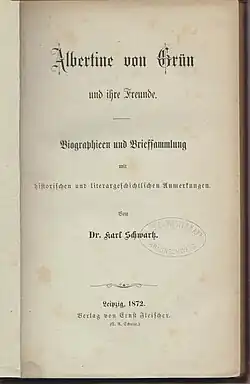 Albertine von Grün
und ihre Freunde.
Biographieen und Briefsammlung
mit
historischen und literargeschichtlichen Anmerkungen.
Von
Dr. Karl Schwartz.
Leipzig, 1872.
Verlag von Ernst Fleischer.